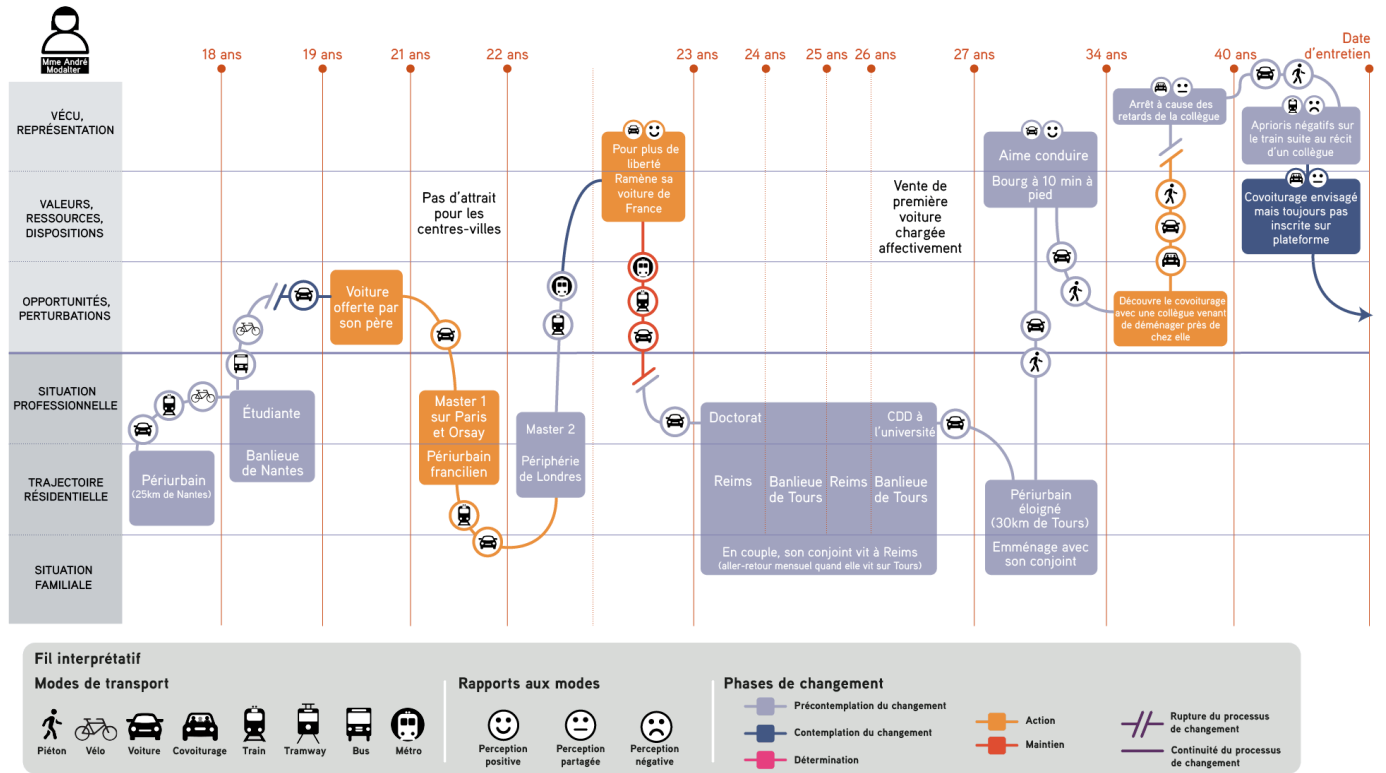 Mme André
Modalter
18 ans
19 ans
21 ans
22 ans
23 ans
24 ans
25 ans
26 ans
27 ans
34 ans
40 ans
Date
d'entretien
VÉCU,
REPRÉSENTATION
VALEURS,
RESSOURCES,
DISPOSITIONS
OPPORTUNITÉS,
PERTURBATIONS
SITUATION
PROFESSIONNELLE
TRAJECTOIRE
RÉSIDENTIELLE
SITUATION
FAMILIALE
Périurbain
(25km de Nantes)
Étudiante
Banlieue
de Nantes
Voiture
offerte par
son père
Pas d'attrait
pour les
centres-villes
Master 1
sur Paris
et Orsay
Périurbain
francilien
Master 2
Périphérie
de Londres
Pour plus de
liberté
Ramène sa
voiture de
France
Doctorat
CDD à
l'université
Reims
Banlieue
de Tours
Reims
Banlieue
de Tours
En couple, son conjoint vit à Reims
(aller-retour mensuel quand elle vit sur Tours)
Vente de
première
voiture
chargée
affectivement
Aime conduire
Bourg à 10 min à
pied
Périurbain
éloigné
(30km de Tours)
Emménage avec
son conjoint
Arrêt à cause des
retards de la collègue
Découvre le covoiturage
avec une collègue venant
de déménager près de
chez elle
Aprioris négatifs sur
le train suite au récit
d'un collègue
Covoiturage envisagé
mais toujours pas
inscrite sur
plateforme
Fil interprétatif
Modes de transport
Piéton
Vélo
Voiture
Covoiturage
Train
Tramway
Bus
Métro
Rapports aux modes
Perception
positive
Perception
partagée
Perception
négative
Phases de changement
Précontemplation du changement
Contemplation du changement
Détermination
Action
Maintien
Rupture du processus
de changement
Continuité du processus
de changement